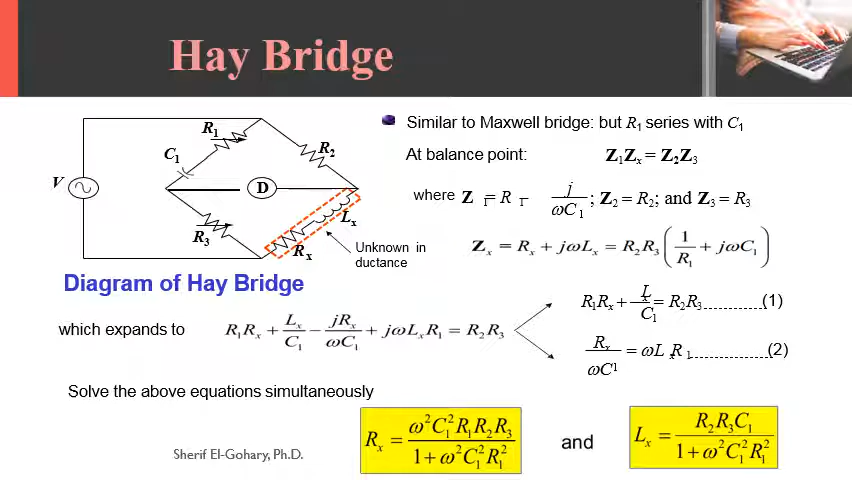 Hay Bridge
Similar to Maxwell bridge: but R₁ series with C₁
At balance point: Z₁Zₓ = Z₂Z₃
where Z₁ = R₁ - j/ωC₁; Z₂ = R₂; and Z₃ = R₃
Zₓ = Rₓ + jωLₓ = R₂R₃(1/R₁ + jωC₁)
V
C₁
R₁
R₂
D
R₃
Rₓ
Lₓ
Unknown in
ductance
Diagram of Hay Bridge
which expands to R₁Rₓ + Lₓ/C₁ − jRₓ/ωC₁ + jωLₓR₁ = R₂R₃
R₁Rₓ + Lₓ/C₁ = R₂R₃ ............(1)
Rₓ/ωC₁ = ωLₓR₁ ............(2)
Solve the above equations simultaneously
Rₓ = ω²C₁²R₁R₂R₃ / 1 + ω²C₁²R₁² and Lₓ = R₂R₃C₁ / 1 + ω²C₁²R₁²
Sherif El-Gohary, Ph.D.